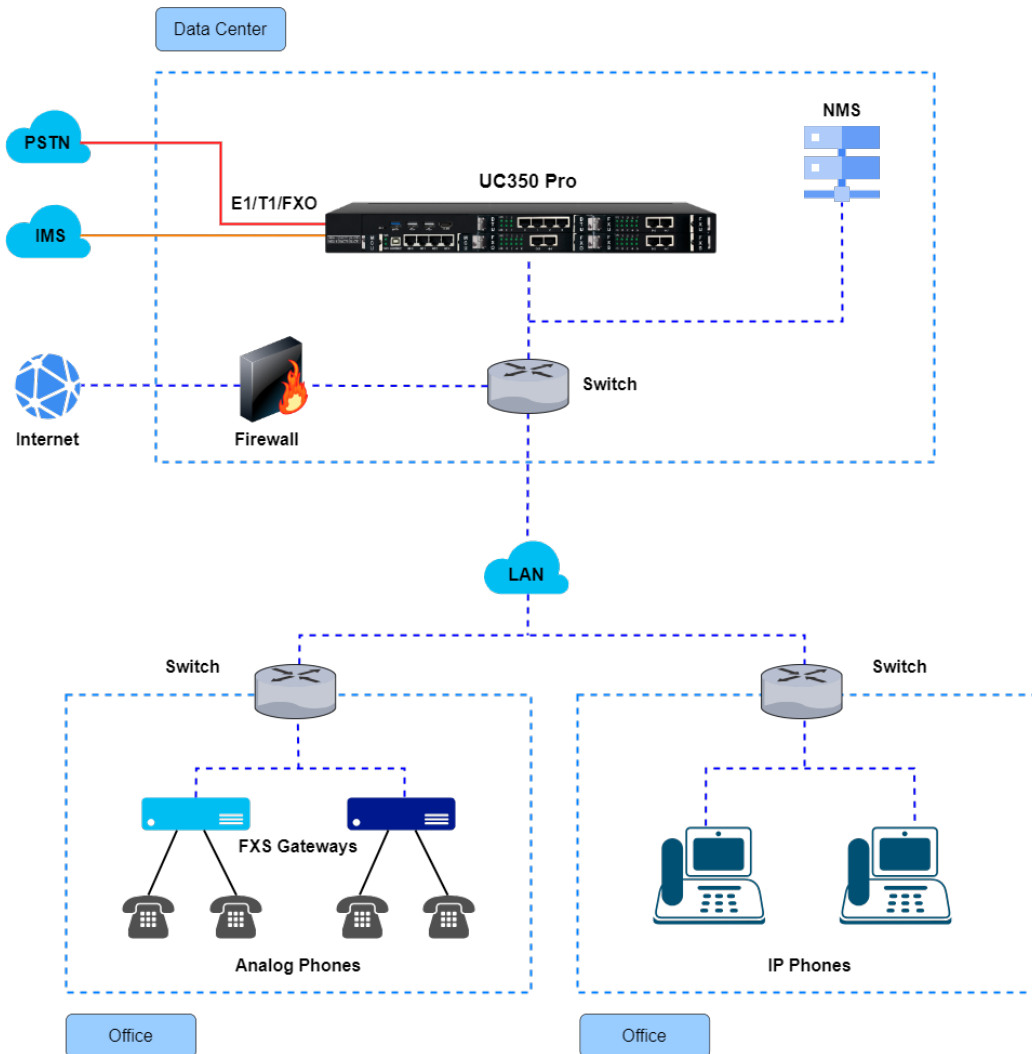 Data Center
NMS
PSTN
UC350 Pro
E1/T1/FXO
IMS
Switch
Internet
Firewall
LAN
Switch
Switch
FXS Gateways
Analog Phones
IP Phones
Office
Office